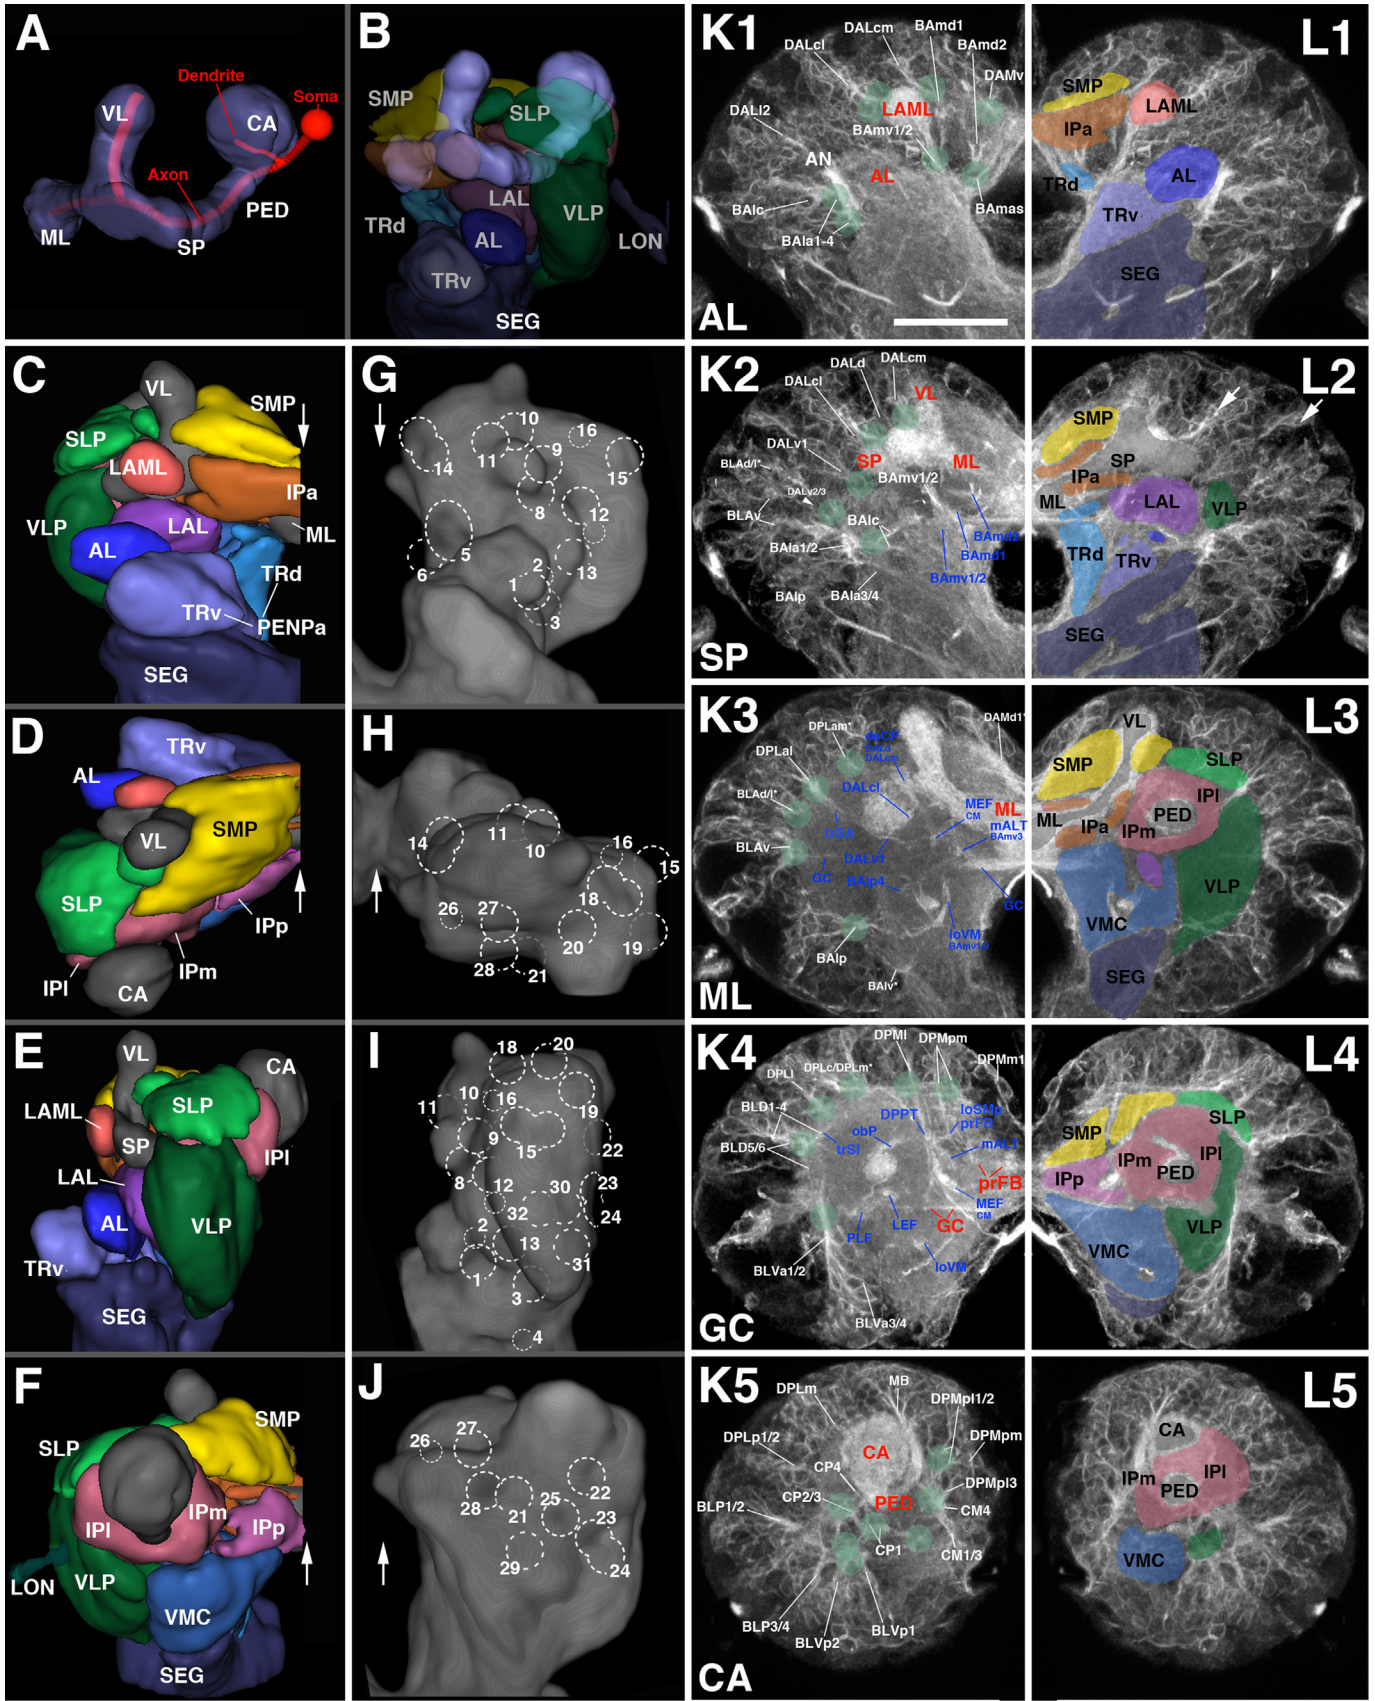 A
Dendrite
Soma
VL
CA
Axon
ML
SP
PED
B
SMP
SLP
LAL
TRd
AL
VLP
LON
TRv
SEG
C
VL
SMP
SLP
LAML
IPa
VLP
LAL
ML
AL
TRd
TRv
PENPa
SEG
D
TRv
AL
VL
SMP
SLP
IPp
IPl
IPm
CA
E
VL
CA
LAML
SLP
SP
IPl
LAL
AL
VLP
TRv
SEG
F
SMP
SLP
IPl
IPm
IPp
LON
VLP
VMC
SEG
G
10
16
14
11
9
15
8
12
5
6
2
13
1
3
H
14
11
10
16
15
18
26
27
20
19
28
21
I
18
20
10
16
11
19
9
15
22
8
12
30
23
32
24
2
13
31
1
3
4
J
26
27
22
28
25
21
23
29
24
K1
DALcm
BAmd1
DALcl
BAmd2
DAMv
LAML
DALl2
BAmv1/2
AN
AL
BAlc
BAmas
BAla1-4
AL
L1
SMP
LAML
IPa
TRd
AL
TRv
SEG
K2
DALd
DALcm
DALcl
VL
DALv1
BLAd/l*
SP
ML
BAmv1/2
DALv2/3
BLAv
BAlc
BAmd2
BAla1/2
BAmd1
BAmv1/2
BAlp
BAla3/4
SP
L2
SMP
SP
IPa
ML
LAL
VLP
TRd
TRv
SEG
K3
DPLam*
DAMd1*
deCP
DALd
DALcm
DPLal
DALcl
BLAd/l*
MEF
CM
ML
trSA
mALT
BAmv3
BLAv
DALv1
GC
BAlp4
GC
loVM
BAmv1/2
BAlp
BAlv*
ML
L3
VL
SMP
SLP
IPl
ML
IPa
IPm
PED
VLP
VMC
SEG
K4
DPMl
DPMpm
DPLc/DPLm*
DPMm1
DPLl
BLD1-4
DPPT
loSMp
prFB
obP
mALT
BLD5/6
trSI
prFB
MEF
CM
LEF
GC
PLF
loVM
BLVa1/2
BLVa3/4
GC
L4
SLP
SMP
IPm
IPl
IPp
PED
VLP
VMC
K5
MB
DPLm
DPMpl1/2
DPLp1/2
CA
DPMpm
CP4
DPMpl3
CP2/3
PED
BLP1/2
CM4
CP1
CM1/3
BLP3/4
BLVp1
BLVp2
CA
L5
CA
IPm
IPl
PED
VMC